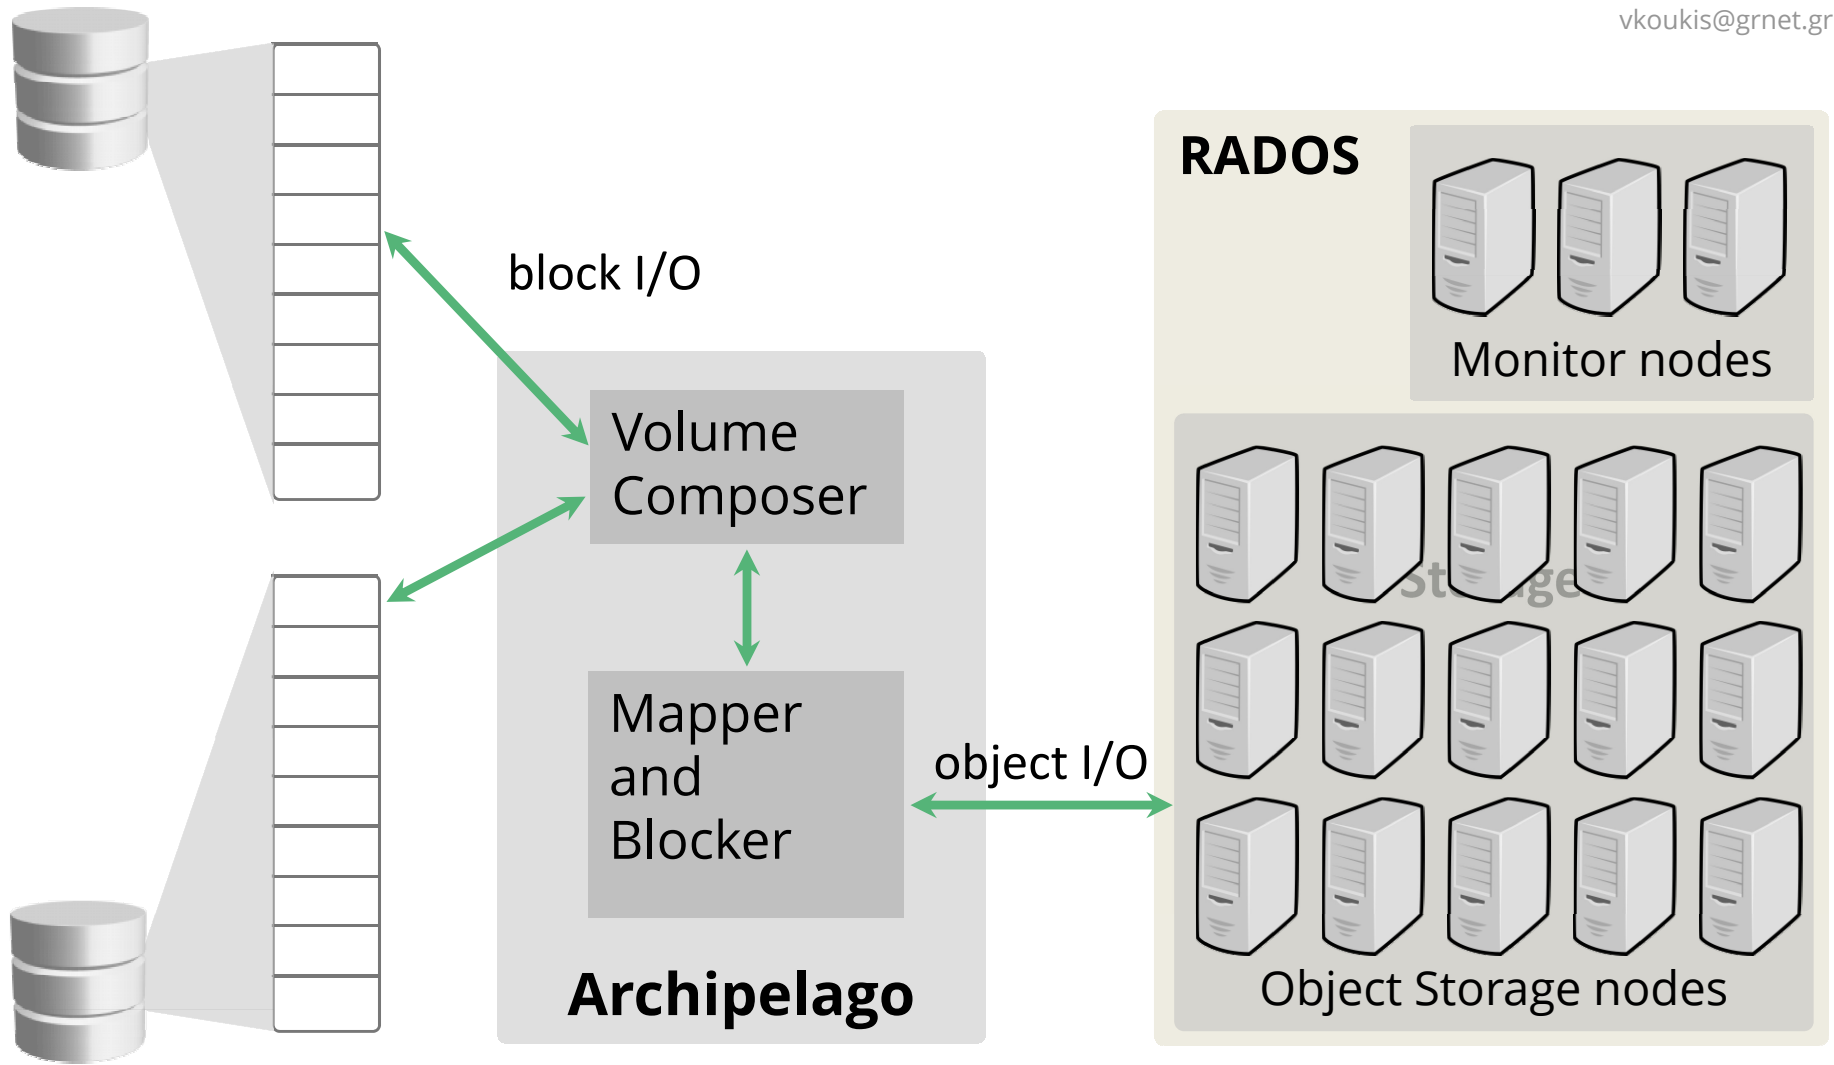 vkoukis@grnet.gr
RADOS
block I/O
Monitor nodes
Volume
Composer
Mapper
and
Blocker
object I/O
Archipelago
Object Storage nodes